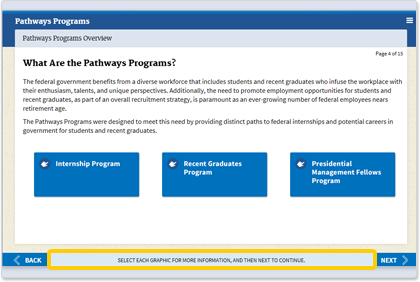 Pathways Programs
Pathways Programs Overview
Page 4 of 15
What Are the Pathways Programs?
The federal government benefits from a diverse workforce that includes students and recent graduates who infuse the workplace with
their enthusiasm, talents, and unique perspectives. Additionally, the need to promote employment opportunities for students and
recent graduates, as part of an overall recruitment strategy, is paramount as an ever-growing number of federal employees nears
retirement age.
The Pathways Programs were designed to meet this need by providing distinct paths to federal internships and potential careers in
government for students and recent graduates.
Internship Program
Recent Graduates
Program
Presidential
Management Fellows
Program
BACK
SELECT EACH GRAPHIC FOR MORE INFORMATION, AND THEN NEXT TO CONTINUE.
NEXT